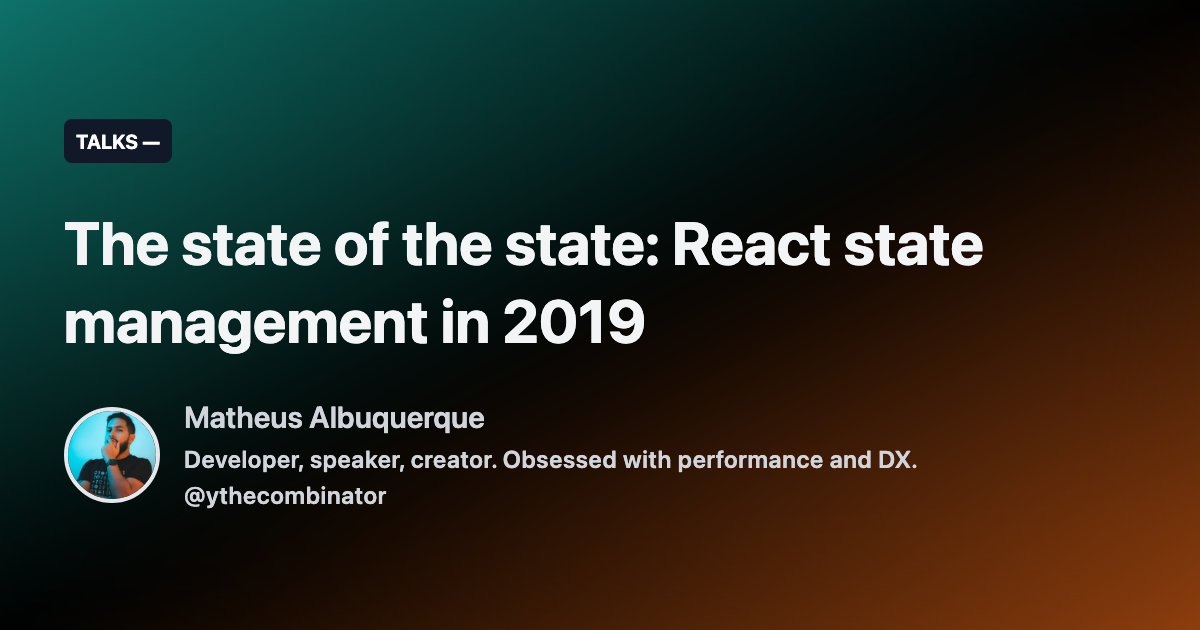 TALKS —
The state of the state: React state
management in 2019
Matheus Albuquerque
Developer, speaker, creator. Obsessed with performance and DX.
@ythecombinator